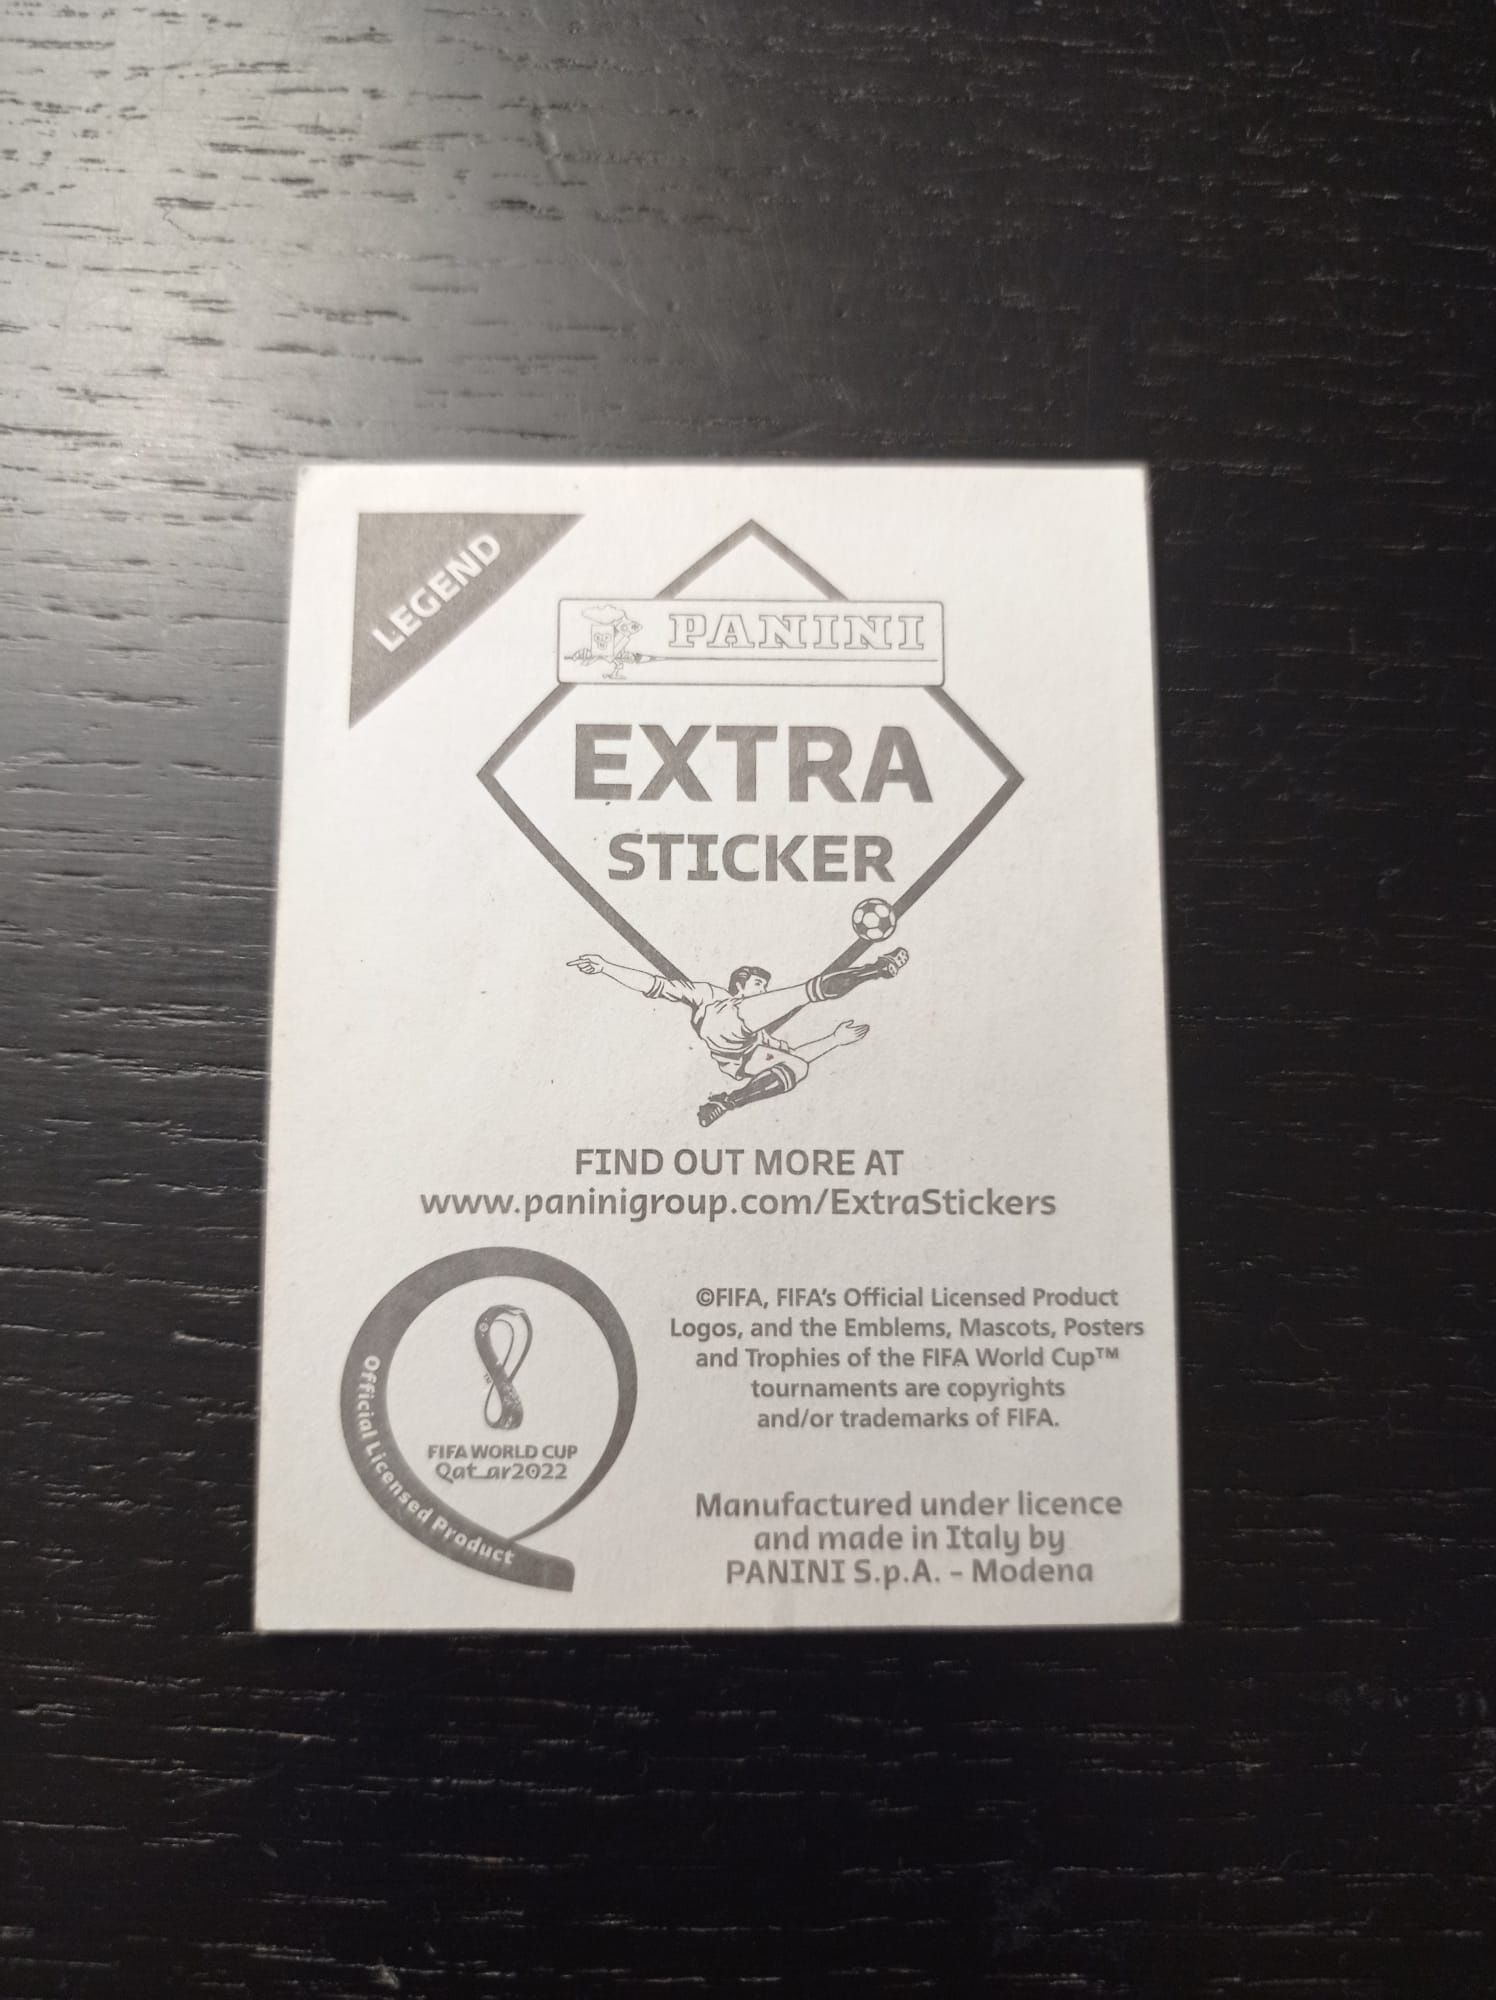 LEGEND
PANINI
EXTRA
STICKER
FIND OUT MORE AT
www.paninigroup.com/ExtraStickers
Official Licensed Product
FIFA WORLD CUP
Qatar2022
©FIFA, FIFA's Official Licensed Product
Logos, and the Emblems, Mascots, Posters
and Trophies of the FIFA World Cup™
tournaments are copyrights
and/or trademarks of FIFA.
Manufactured under licence
and made in Italy by
PANINI S.p.A. - Modena